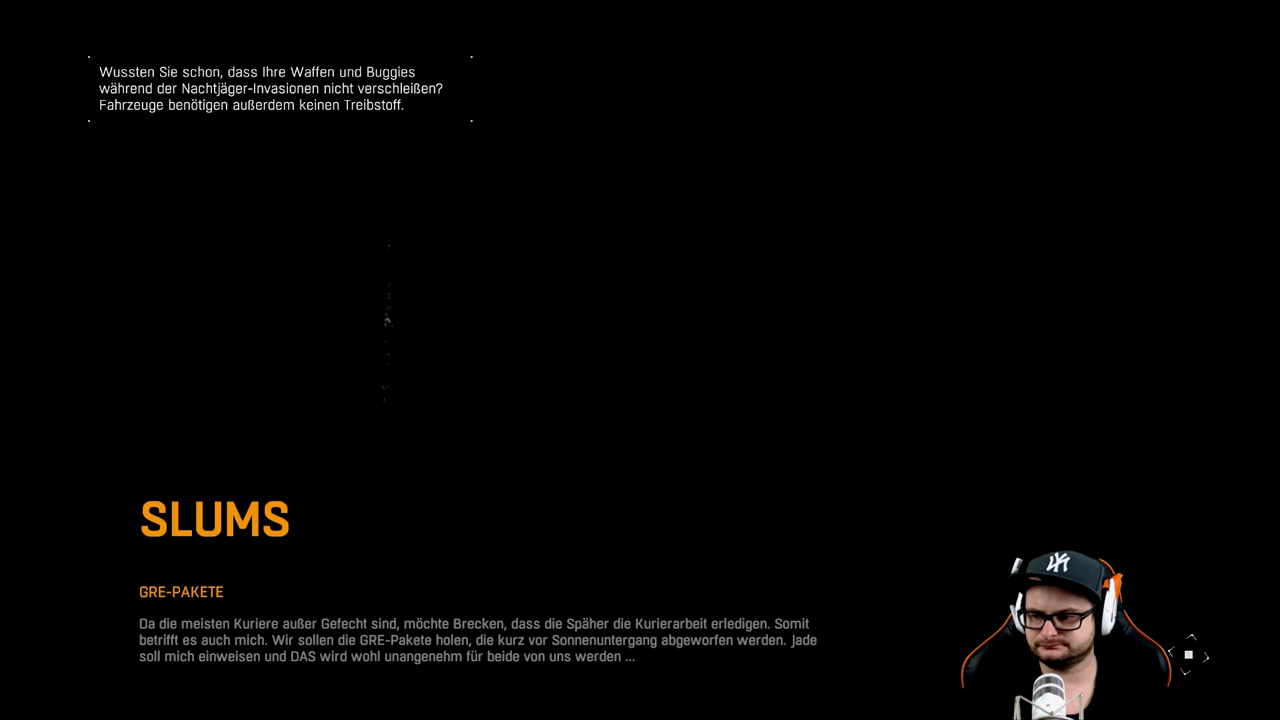 Wussten Sie schon, dass Ihre Waffen und Buggies
während der Nachtjäger-Invasionen nicht verschleißen?
Fahrzeuge benötigen außerdem keinen Treibstoff.
SLUMS
GRE-PAKETE
Da die meisten Kuriere außer Gefecht sind, möchte Brecken, dass die Späher die Kurierarbeit erledigen. Somit
betrifft es auch mich. Wir sollen die GRE-Pakete holen, die kurz vor Sonnenuntergang abgeworfen werden. Jade
soll mich einweisen und DAS wird wohl unangenehm für beide von uns werden ...